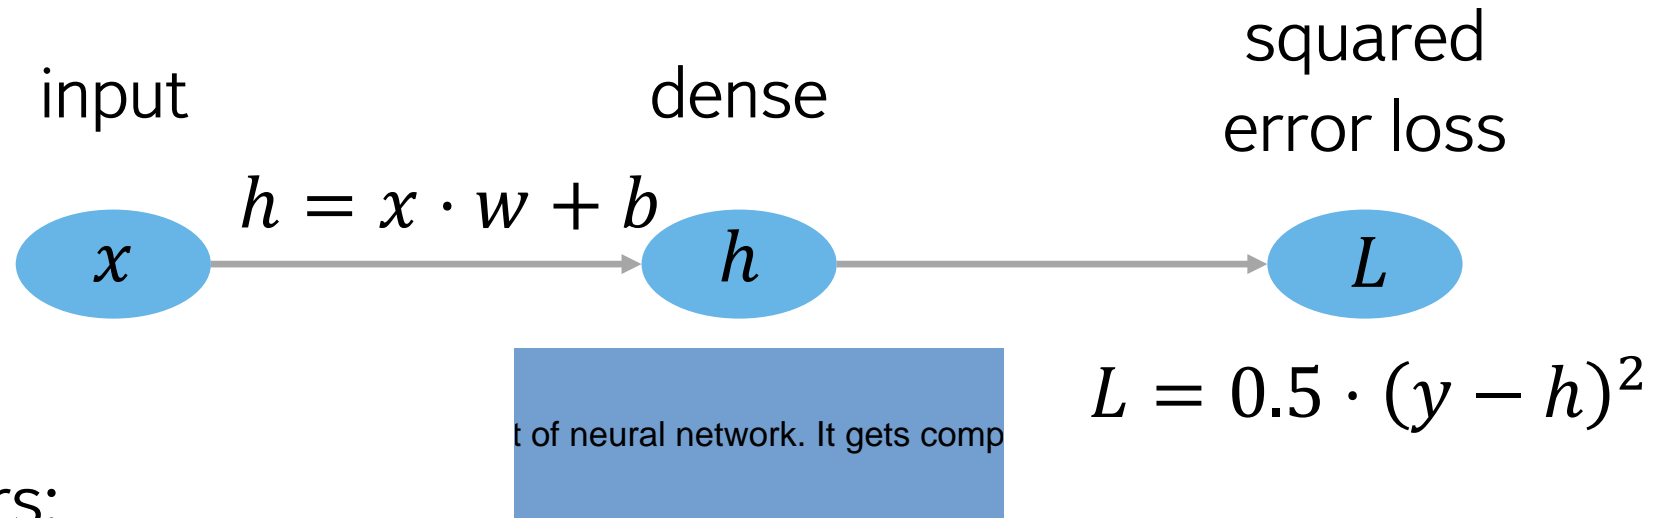 input
dense
squared
error loss
h = x · w + b
x
h
L
L = 0.5 · (y − h)²
t of neural network. It gets comp
rs: